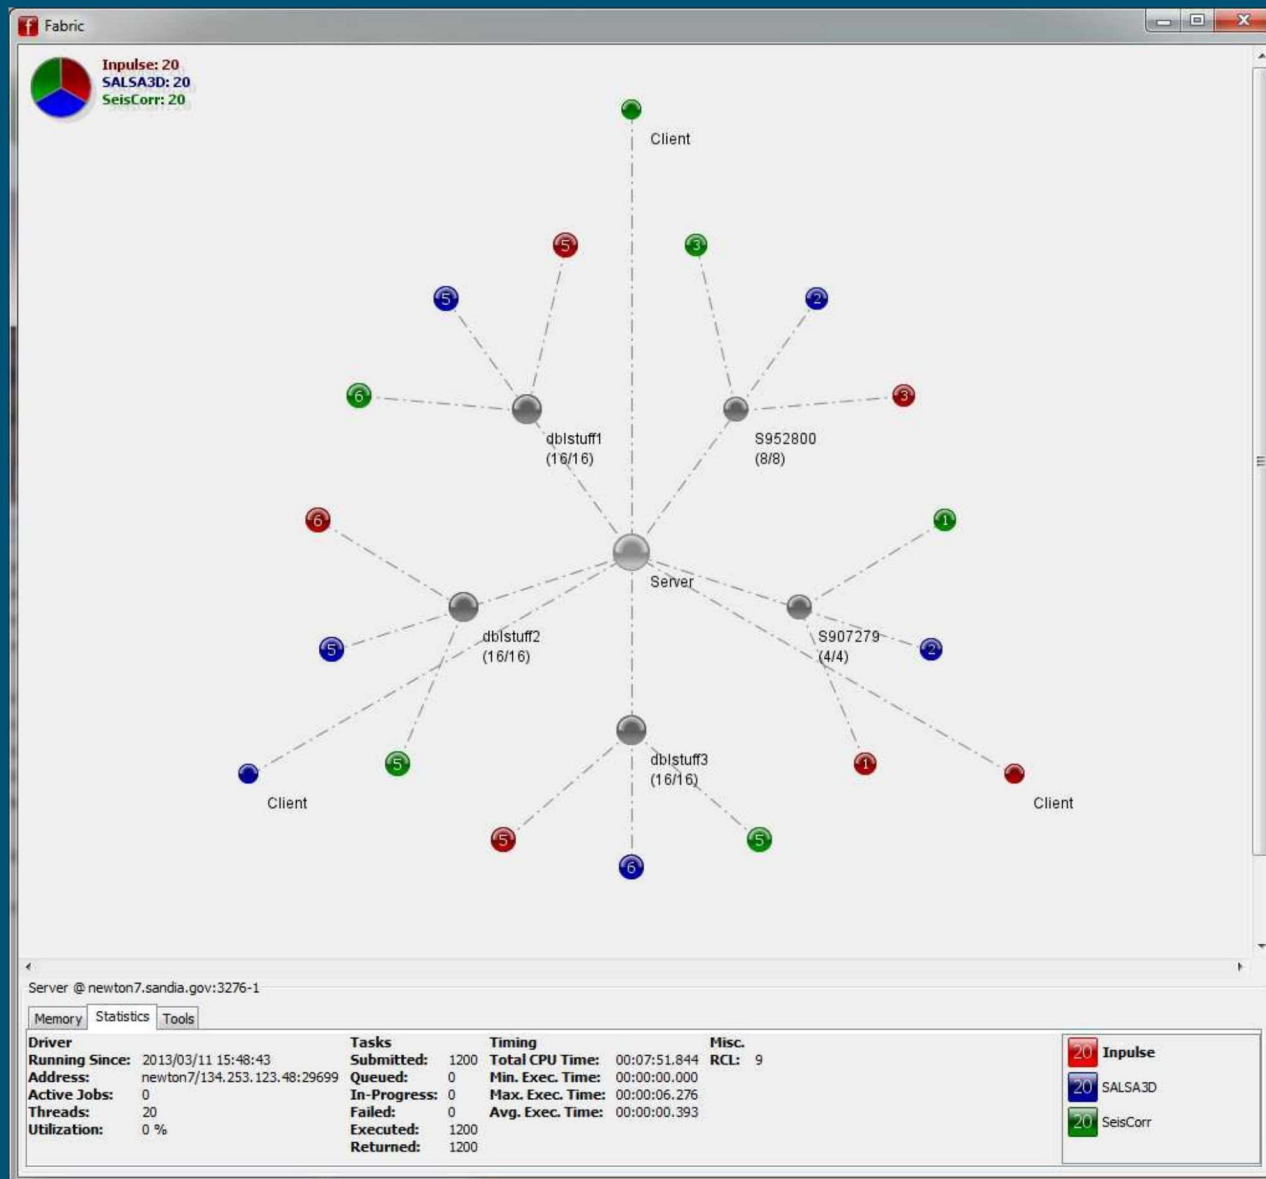 Fabric
Inpulse: 20
SALSA3D: 20
SeisCorr: 20
Client
5
3
5
2
6
3
dblstuff1
(16/16)
S952800
(8/8)
6
1
Server
dblstuff2
(16/16)
S907279
(4/4)
5
2
dblstuff3
(16/16)
5
1
Client
Client
5
5
6
Server @ newton7.sandia.gov:3276-1
Memory Statistics Tools
Driver Tasks Timing Misc.
Running Since: 2013/03/11 15:48:43 Submitted: 1200 Total CPU Time: 00:07:51.844 RCL: 9
Address: newton7/134.253.123.48:29699 Queued: 0 Min. Exec. Time: 00:00:00.000
Active Jobs: 0 In-Progress: 0 Max. Exec. Time: 00:00:06.276
Threads: 20 Failed: 0 Avg. Exec. Time: 00:00:00.393
Utilization: 0 % Executed: 1200
Returned: 1200
20 Inpulse
20 SALSA3D
20 SeisCorr